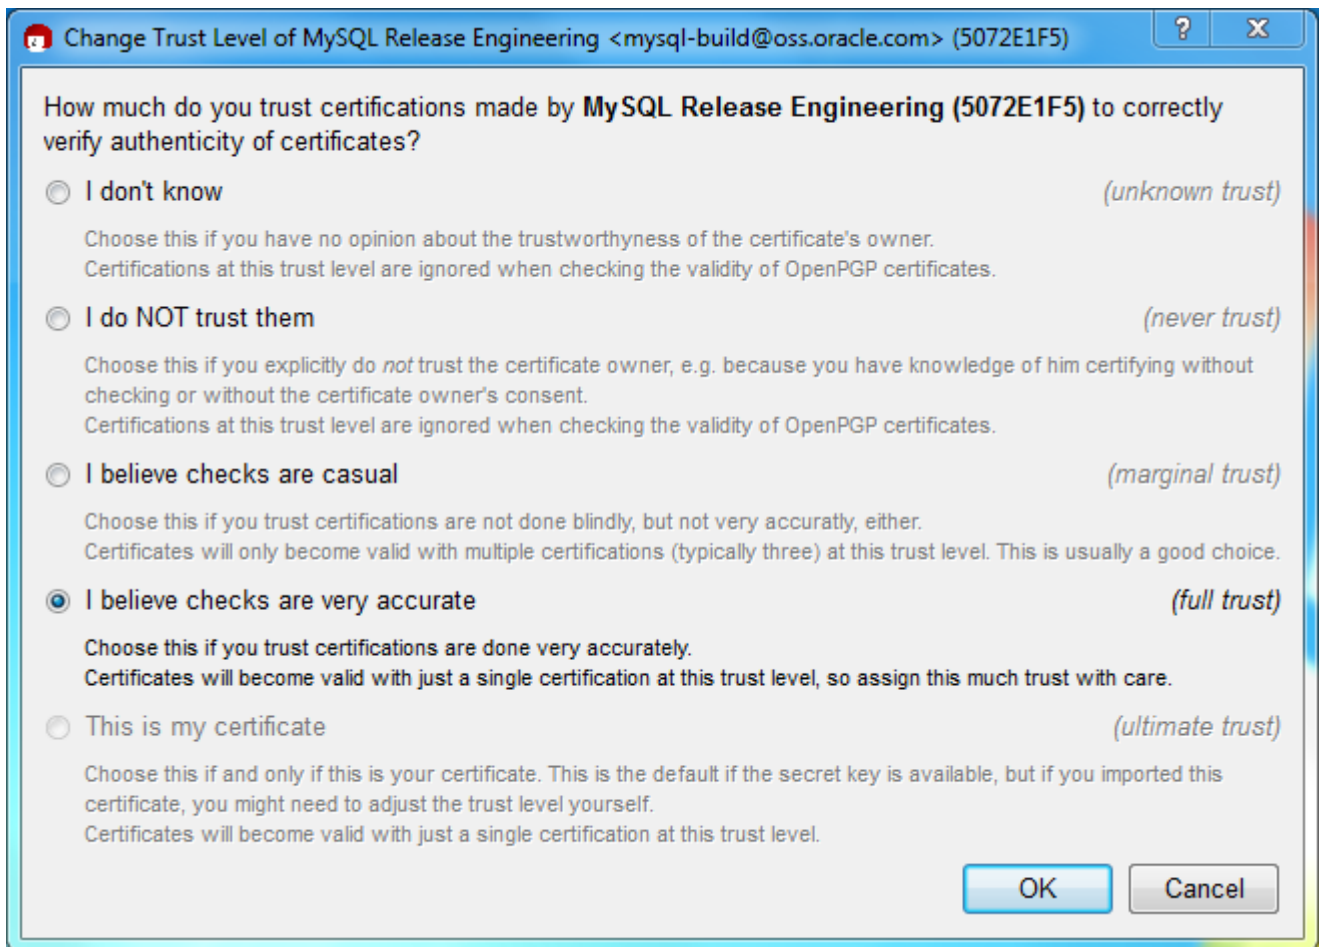 Change Trust Level of MySQL Release Engineering <mysql-build@oss.oracle.com> (5072E1F5)
How much do you trust certifications made by MySQL Release Engineering (5072E1F5) to correctly
verify authenticity of certificates?
I don't know (unknown trust)
Choose this if you have no opinion about the trustworthyness of the certificate's owner.
Certifications at this trust level are ignored when checking the validity of OpenPGP certificates.
I do NOT trust them (never trust)
Choose this if you explicitly do not trust the certificate owner, e.g. because you have knowledge of him certifying without
checking or without the certificate owner's consent.
Certifications at this trust level are ignored when checking the validity of OpenPGP certificates.
I believe checks are casual (marginal trust)
Choose this if you trust certifications are not done blindly, but not very accuratly, either.
Certificates will only become valid with multiple certifications (typically three) at this trust level. This is usually a good choice.
I believe checks are very accurate (full trust)
Choose this if you trust certifications are done very accurately.
Certificates will become valid with just a single certification at this trust level, so assign this much trust with care.
This is my certificate (ultimate trust)
Choose this if and only if this is your certificate. This is the default if the secret key is available, but if you imported this
certificate, you might need to adjust the trust level yourself.
Certificates will become valid with just a single certification at this trust level.
OK Cancel